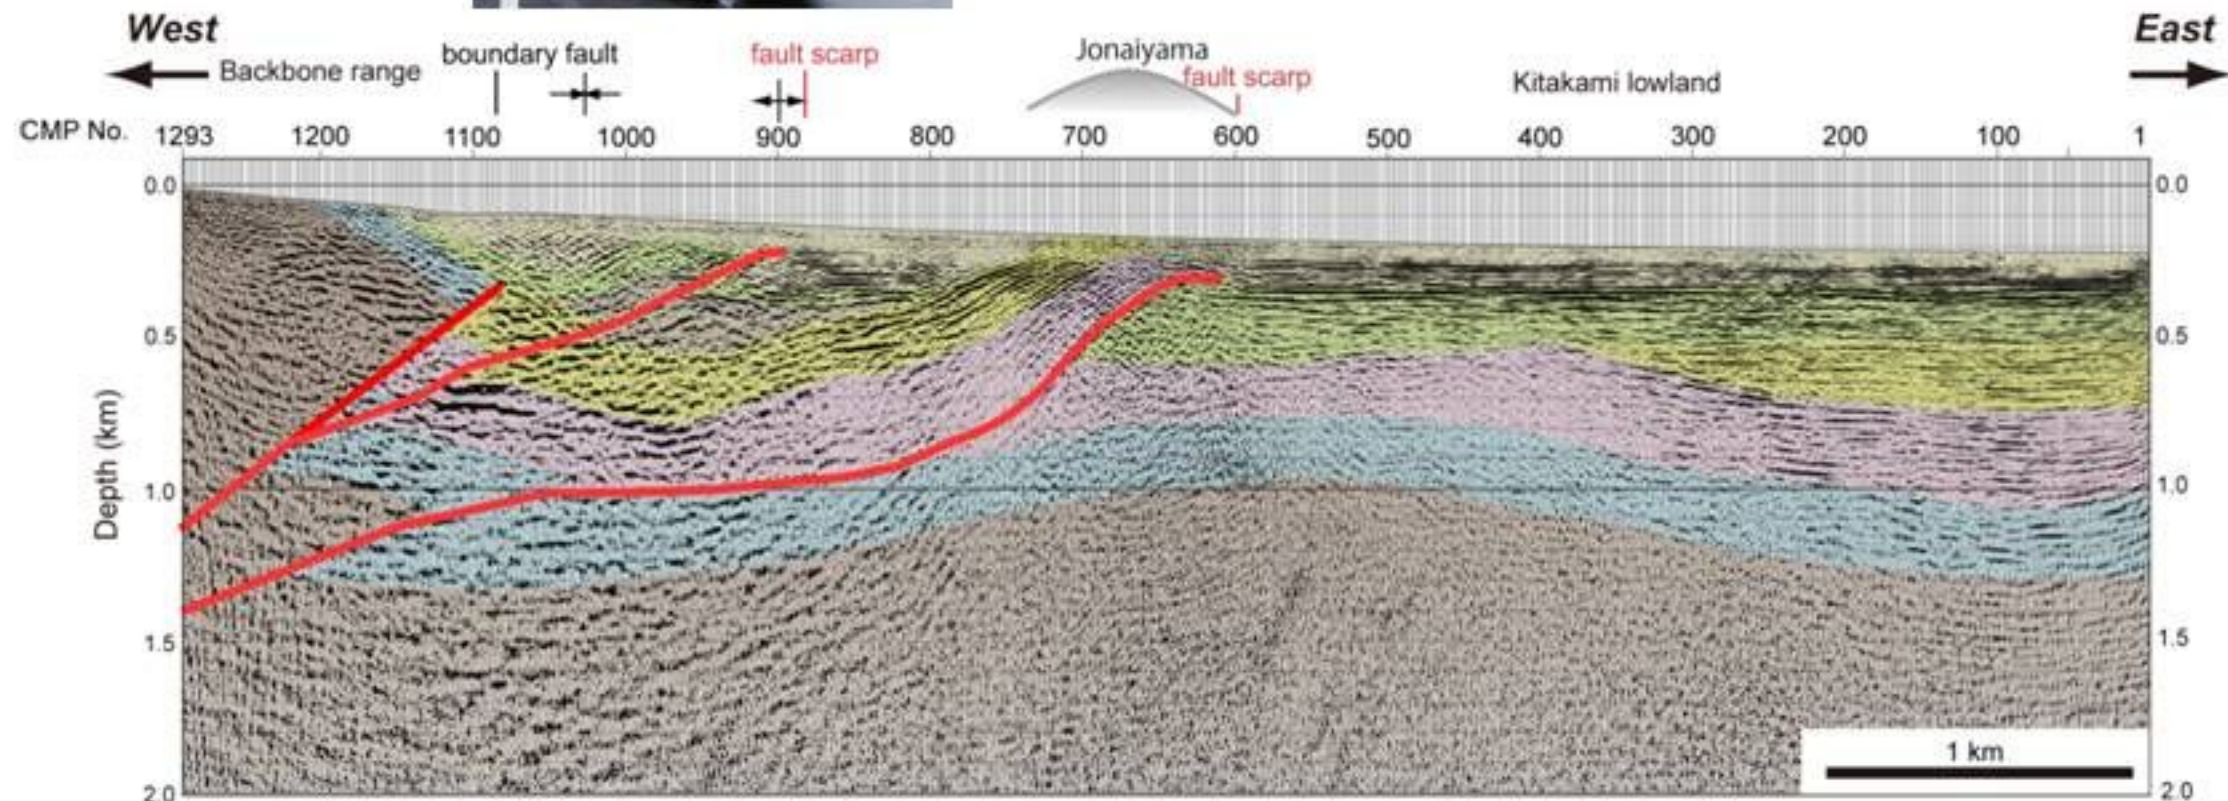 West
East
boundary fault
fault scarp
Jonaiyama
fault scarp
Backbone range
Kitakami lowland
CMP No. 1293 1200 1100 1000 900 800 700 600 500 400 300 200 100 1
0.0 0.0
0.5 0.5
Depth (km)
1.0 1.0
1.5 1.5
1 km
2.0 2.0